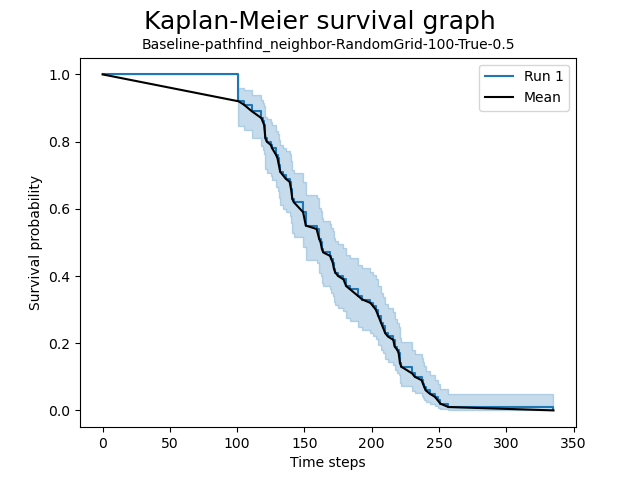 Kaplan-Meier survival graph
Baseline-pathfind_neighbor-RandomGrid-100-True-0.5
Run 1
Mean
Survival probability
1.0
0.8
0.6
0.4
0.2
0.0
0 50 100 150 200 250 300 350
Time steps